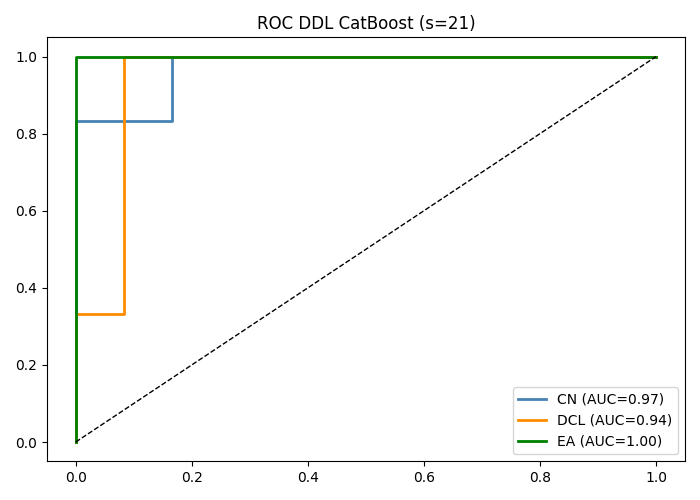 ROC DDL CatBoost (s=21)
1.0
0.8
0.6
0.4
0.2
0.0
CN (AUC=0.97)
DCL (AUC=0.94)
EA (AUC=1.00)
0.0 0.2 0.4 0.6 0.8 1.0